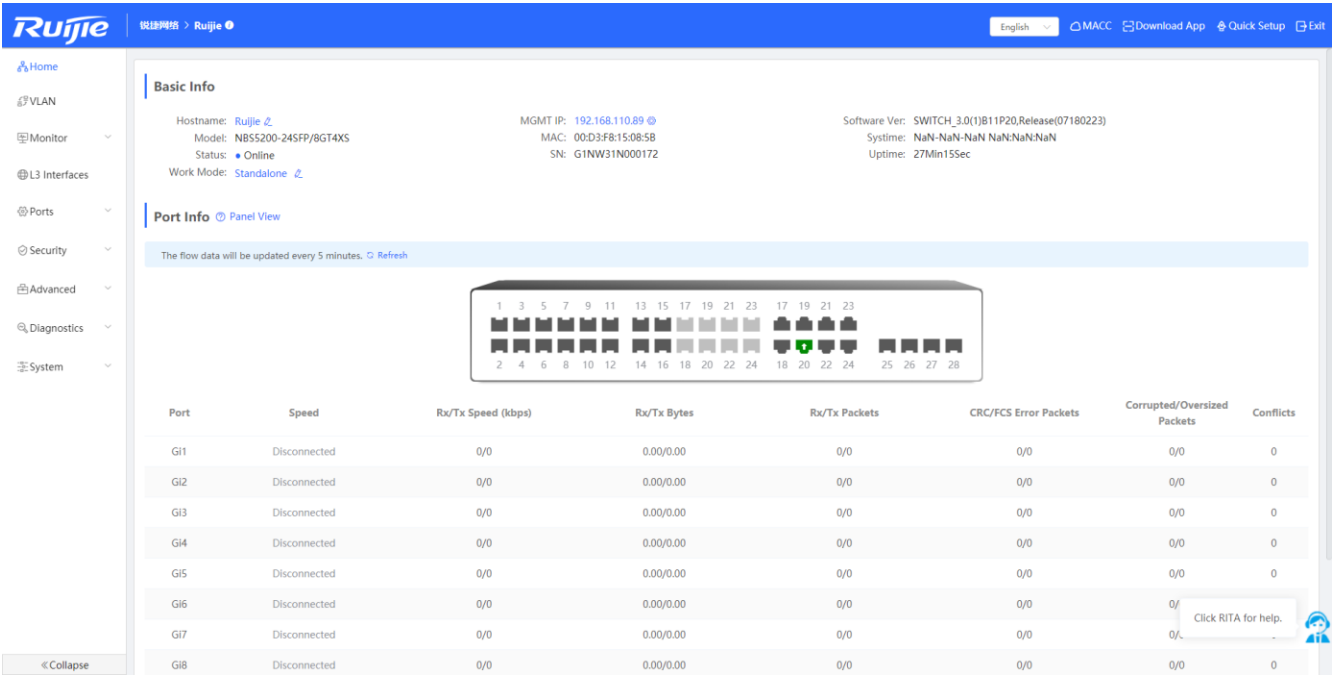 Ruijie
锐捷网络 > Ruijie
English
MACC
Download App
Quick Setup
Exit
Home
VLAN
Monitor
L3 Interfaces
Ports
Security
Advanced
Diagnostics
System
«Collapse
Basic Info
Hostname: Ruijie
MGMT IP: 192.168.110.89
Software Ver: SWITCH_3.0(1)B11P20,Release(07180223)
Model: NBS5200-24SFP/8GT4XS
MAC: 00:D3:F8:15:08:5B
Systime: NaN-NaN-NaN NaN:NaN:NaN
Status: Online
SN: G1NW31N000172
Uptime: 27Min15Sec
Work Mode: Standalone
Port Info Panel View
The flow data will be updated every 5 minutes. Refresh
1 3 5 7 9 11 13 15 17 19 21 23 17 19 21 23
2 4 6 8 10 12 14 16 18 20 22 24 18 20 22 24 25 26 27 28
Port Speed Rx/Tx Speed (kbps) Rx/Tx Bytes Rx/Tx Packets CRC/FCS Error Packets Corrupted/Oversized Packets Conflicts
Gi1 Disconnected 0/0 0.00/0.00 0/0 0/0 0/0 0
Gi2 Disconnected 0/0 0.00/0.00 0/0 0/0 0/0 0
Gi3 Disconnected 0/0 0.00/0.00 0/0 0/0 0/0 0
Gi4 Disconnected 0/0 0.00/0.00 0/0 0/0 0/0 0
Gi5 Disconnected 0/0 0.00/0.00 0/0 0/0 0/0 0
Gi6 Disconnected 0/0 0.00/0.00 0/0 0/0
Click RITA for help.
Gi7 Disconnected 0/0 0.00/0.00 0/0 0/0
Gi8 Disconnected 0/0 0.00/0.00 0/0 0/0 0/0 0